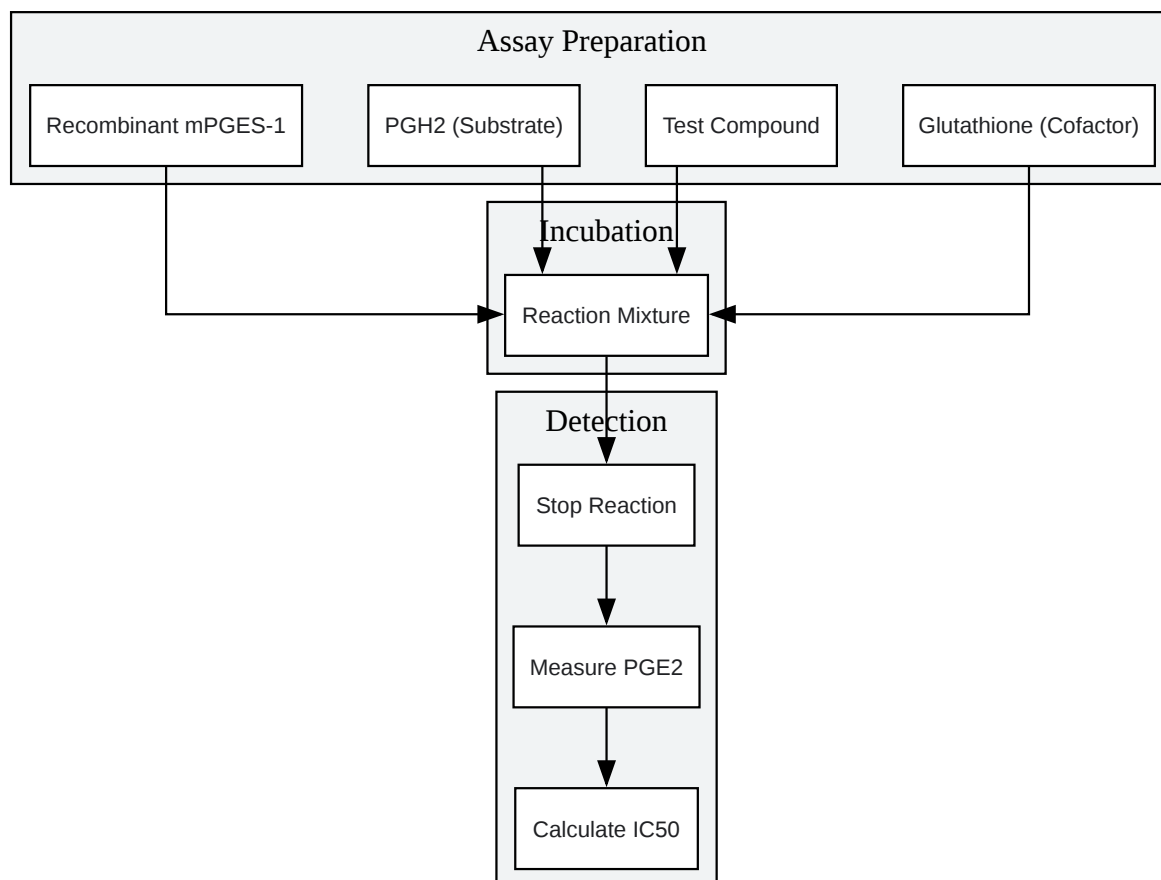 Assay Preparation
Recombinant mPGES-1
PGH2 (Substrate)
Test Compound
Glutathione (Cofactor)
Incubation
Reaction Mixture
Detection
Stop Reaction
Measure PGE2
Calculate IC50